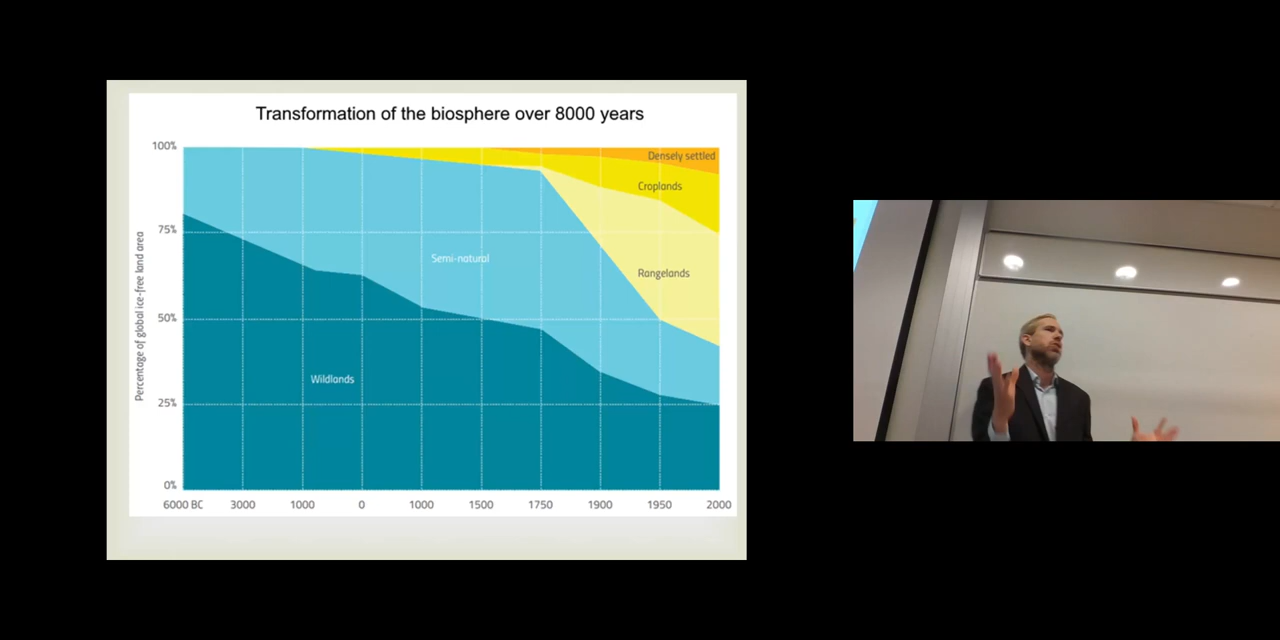 Transformation of the biosphere over 8000 years
100%
75%
50%
25%
0%
Percentage of global ice-free land area
Densely settled
Croplands
Semi-natural
Rangelands
Wildlands
6000 BC 3000 1000 0 1000 1500 1750 1900 1950 2000